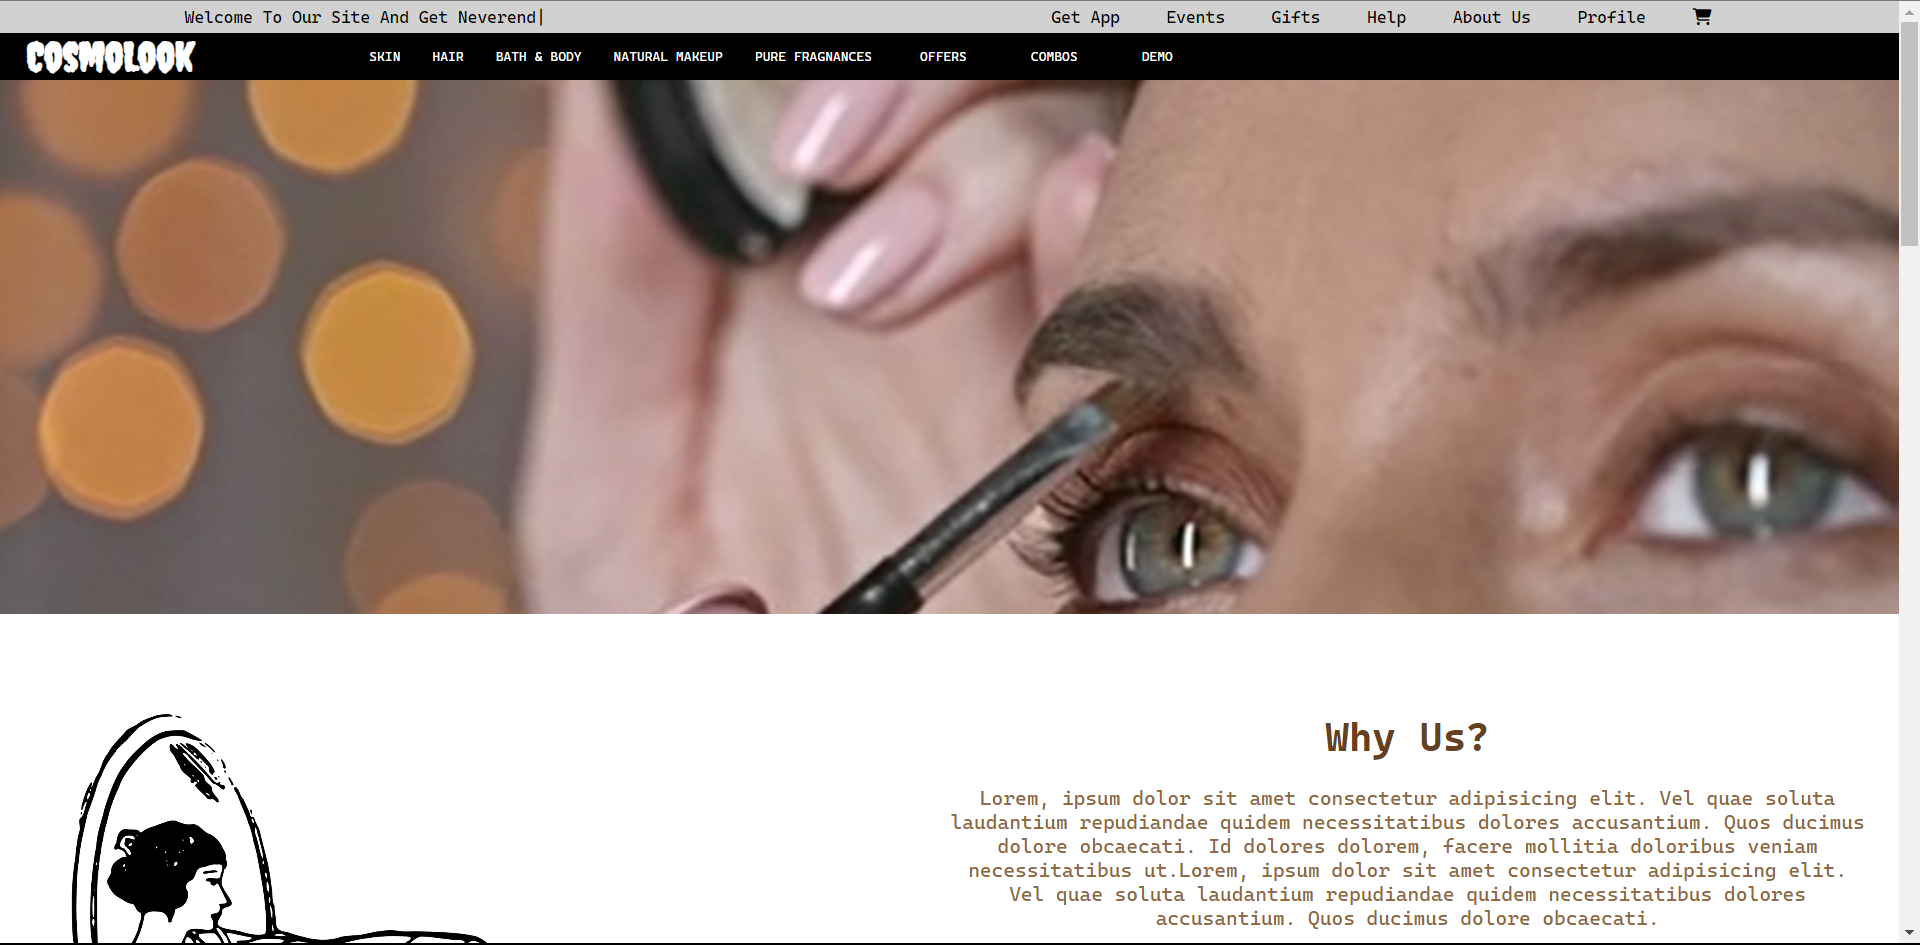 Welcome To Our Site And Get Neverend|
Get App Events Gifts Help About Us Profile
COSMOLOOK
SKIN HAIR BATH & BODY NATURAL MAKEUP PURE FRAGNANCES OFFERS COMBOS DEMO
Why Us?
Lorem, ipsum dolor sit amet consectetur adipisicing elit. Vel quae soluta
laudantium repudiandae quidem necessitatibus dolores accusantium. Quos ducimus
dolore obcaecati. Id dolores dolorem, facere mollitia doloribus veniam
necessitatibus ut.Lorem, ipsum dolor sit amet consectetur adipisicing elit.
Vel quae soluta laudantium repudiandae quidem necessitatibus dolores
accusantium. Quos ducimus dolore obcaecati.